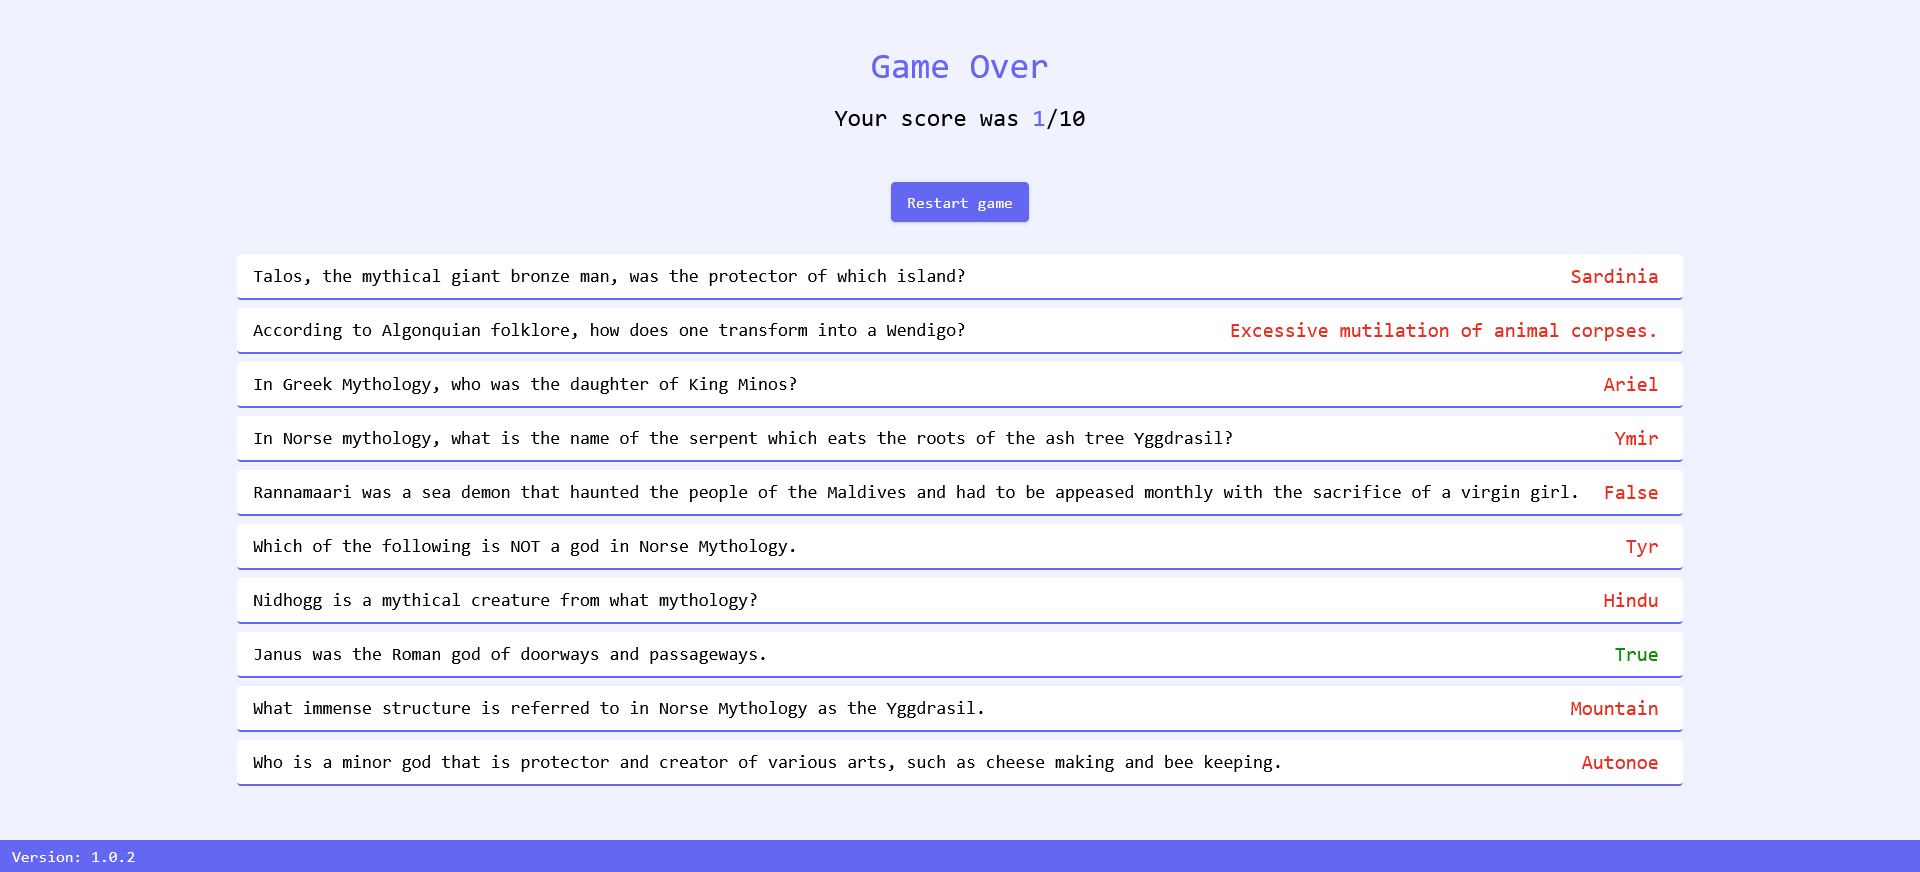 Game Over
Your score was 1/10
Restart game
Talos, the mythical giant bronze man, was the protector of which island? Sardinia
According to Algonquian folklore, how does one transform into a Wendigo? Excessive mutilation of animal corpses.
In Greek Mythology, who was the daughter of King Minos? Ariel
In Norse mythology, what is the name of the serpent which eats the roots of the ash tree Yggdrasil? Ymir
Rannamaari was a sea demon that haunted the people of the Maldives and had to be appeased monthly with the sacrifice of a virgin girl. False
Which of the following is NOT a god in Norse Mythology. Tyr
Nidhogg is a mythical creature from what mythology? Hindu
Janus was the Roman god of doorways and passageways. True
What immense structure is referred to in Norse Mythology as the Yggdrasil. Mountain
Who is a minor god that is protector and creator of various arts, such as cheese making and bee keeping. Autonoe
Version: 1.0.2